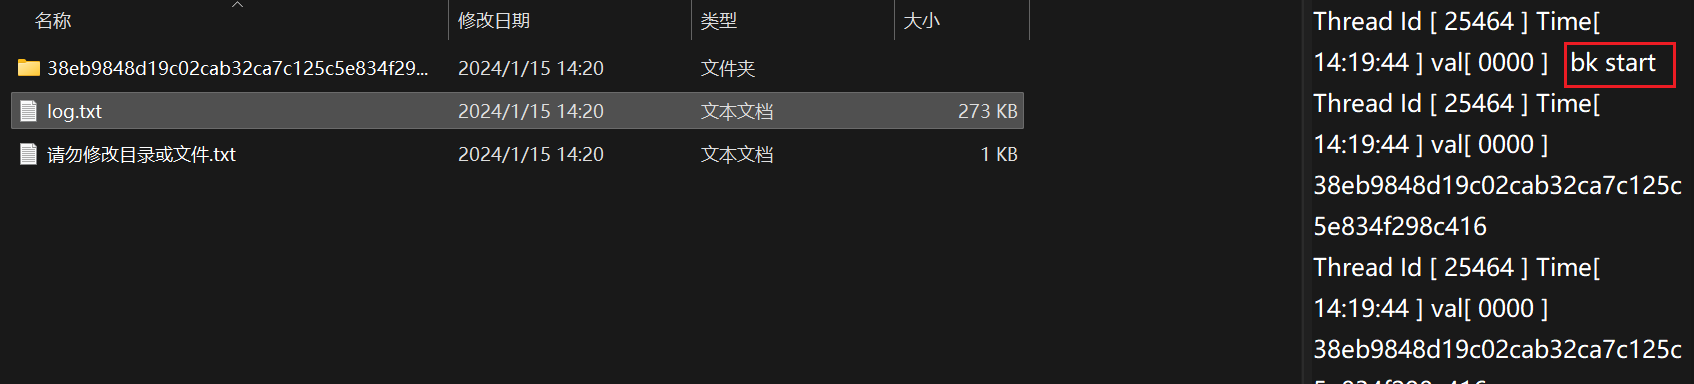 名称 修改日期 类型 大小
38eb9848d19c02cab32ca7c125c5e834f29... 2024/1/15 14:20 文件夹
log.txt 2024/1/15 14:20 文本文档 273 KB
请勿修改目录或文件.txt 2024/1/15 14:20 文本文档 1 KB
Thread Id [ 25464 ] Time[
14:19:44 ] val[ 0000 ] bk start
Thread Id [ 25464 ] Time[
14:19:44 ] val[ 0000 ]
38eb9848d19c02cab32ca7c125c
5e834f298c416
Thread Id [ 25464 ] Time[
14:19:44 ] val[ 0000 ]
38eb9848d19c02cab32ca7c125c